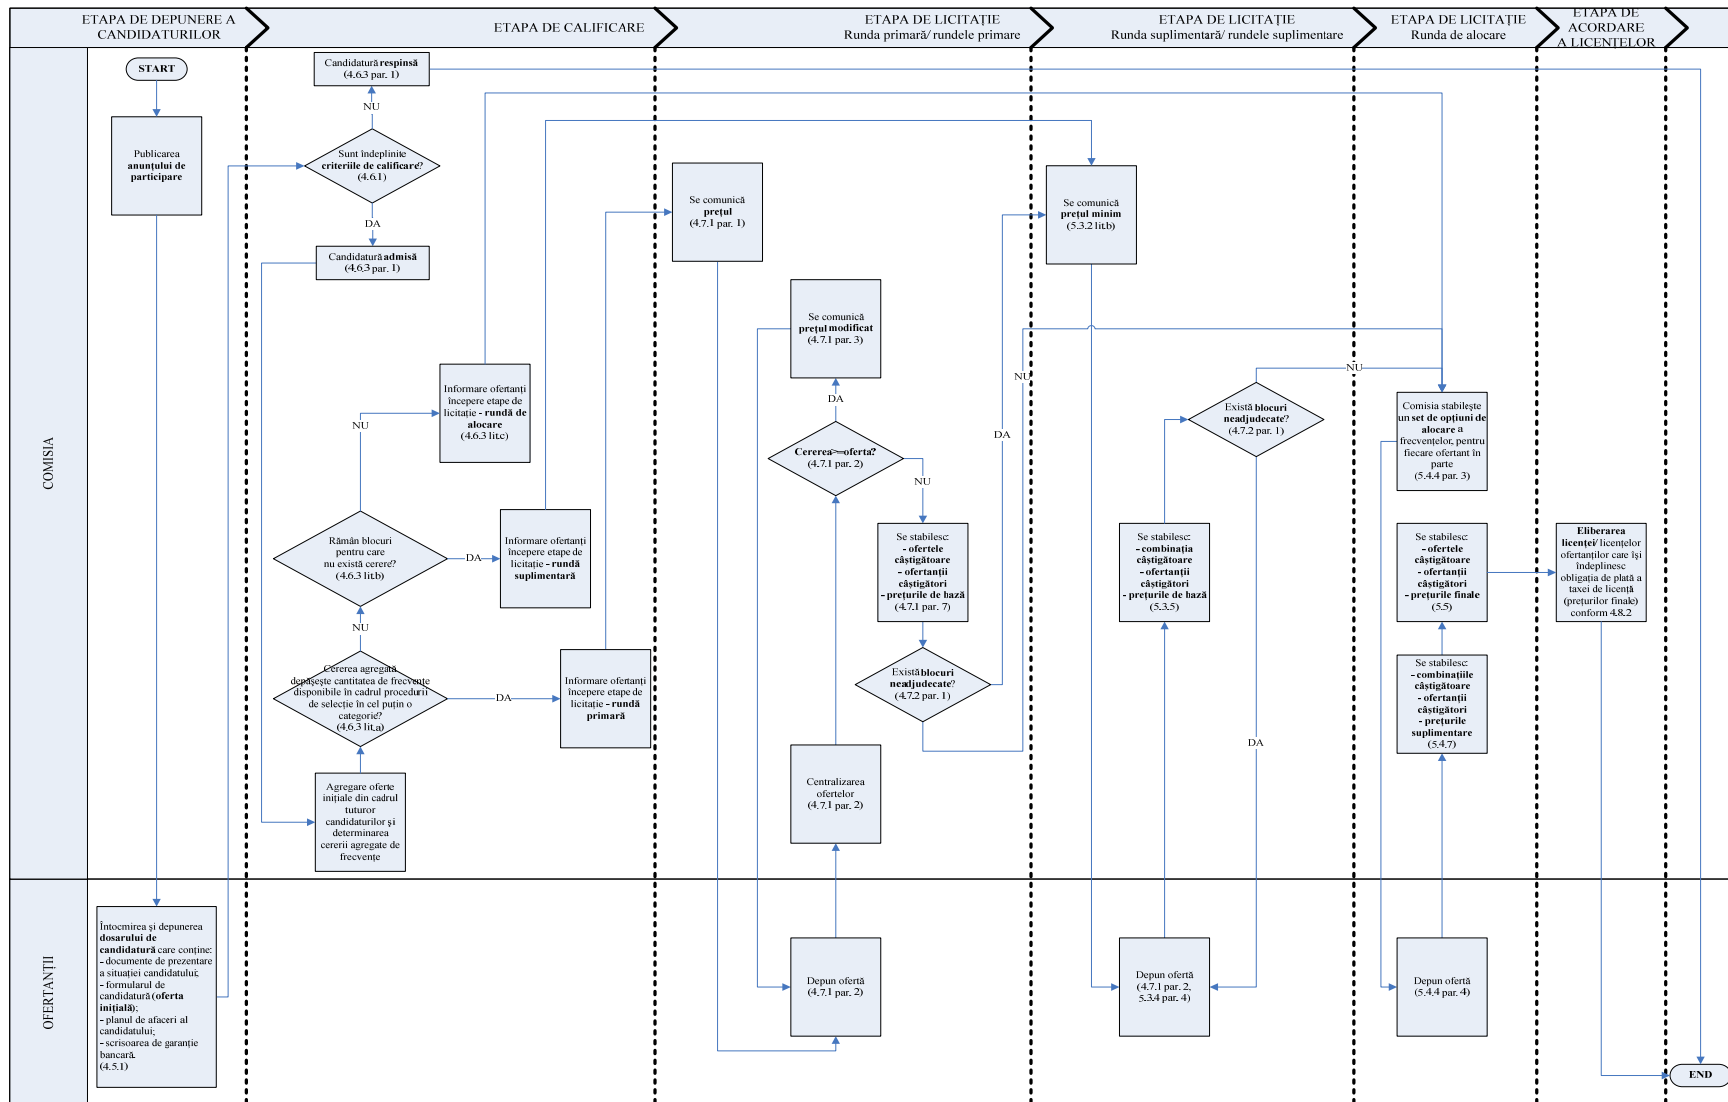 ETAPA DE DEPUNERE A
CANDIDATURILOR
ETAPA DE CALIFICARE
ETAPA DE LICITAȚIE
Runda primară/ rundele primare
ETAPA DE LICITAȚIE
Runda suplimentară/ rundele suplimentare
ETAPA DE LICITAȚIE
Runda de alocare
ETAPA DE
ACORDARE
A LICENȚELOR
COMISIA
OFERTANȚII
START
Publicarea
anunțului de
participare
Întocmirea și depunerea
dosarului de
candidatură care conține:
- documente de prezentare
a situației candidatului;
- formularul de
candidatură (oferta
inițială);
- planul de afaceri al
candidatului;
- scrisoarea de garanție
bancară.
(4.5.1)
Candidatură respinsă
(4.6.3 par. 1)
NU
Sunt îndeplinite
criteriile de calificare?
(4.6.1)
DA
Candidatură admisă
(4.6.3 par. 1)
Informare ofertanți
începere etape de
licitație - rundă de
alocare
(4.6.3 lit.c)
NU
Rămân blocuri
pentru care
nu există cerere?
(4.6.3 lit.b)
DA
Informare ofertanți
începere etape de
licitație - rundă
suplimentară
NU
Cererea agregată
depășește cantitatea de frecvențe
disponibile în cadrul procedurii
de selecție în cel puțin o
categorie?
(4.6.3 lit.a)
DA
Informare ofertanți
începere etape de
licitație - rundă
primară
Agregare oferte
inițiale din cadrul
tuturor
candidaturilor și
determinarea
cererii agregate de
frecvențe
Se comunică
prețul
(4.7.1 par. 1)
Se comunică
prețul modificat
(4.7.1 par. 3)
DA
Cererea>=oferta?
(4.7.1 par. 2)
NU
Se stabilesc:
- ofertele
câștigătoare
- ofertanții
câștigători
- prețurile de bază
(4.7.1 par. 7)
Există blocuri
neadjudecate?
(4.7.2 par. 1)
DA
NU
Centralizarea
ofertelor
(4.7.1 par. 2)
Depun ofertă
(4.7.1 par. 2)
Se comunică
prețul minim
(5.3.2 lit.b)
Există blocuri
neadjudecate?
(4.7.2 par. 1)
NU
DA
Se stabilesc:
- combinația
câștigătoare
- ofertanții
câștigători
- prețurile de bază
(5.3.5)
Depun ofertă
(4.7.1 par. 2,
5.3.4 par. 4)
Comisia stabilește
un set de opțiuni de
alocare a
frecvențelor, pentru
fiecare ofertant în
parte
(5.4.4 par. 3)
Se stabilesc:
- ofertele
câștigătoare
- ofertanții
câștigători
- prețurile finale
(5.5)
Se stabilesc:
- combinațiile
câștigătoare
- ofertanții
câștigători
- prețurile
suplimentare
(5.4.7)
Depun ofertă
(5.4.4 par. 4)
Eliberarea
licenței/ licențelor
ofertanților care își
îndeplinesc
obligația de plată a
taxei de licență
(prețurilor finale)
conform 4.8.2
END